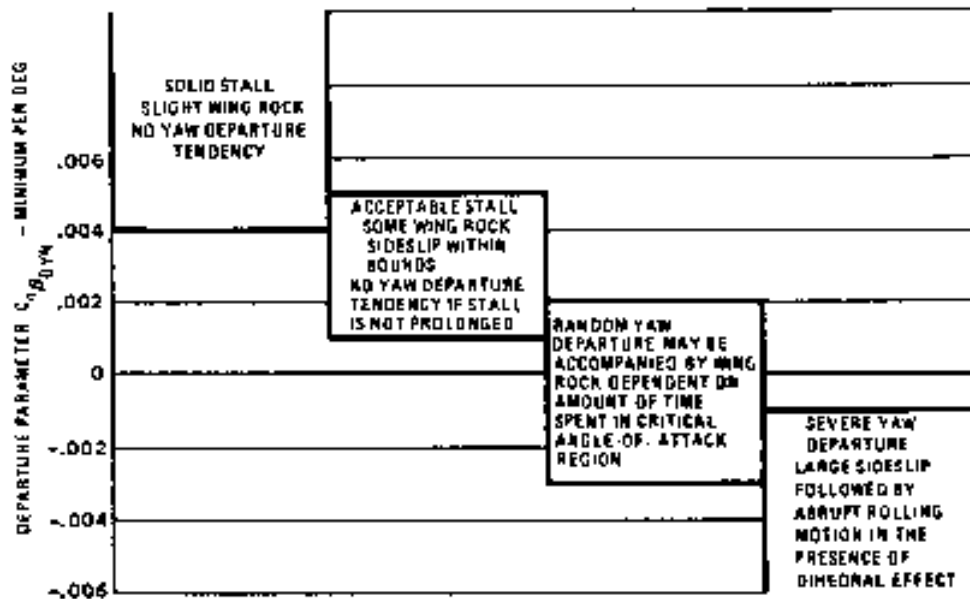 DEPARTURE PARAMETER CnβDYN – MINIMUM PEN DEG
.006
.004
.002
0
-.002
-.004
-.006
SOLID STALL
SLIGHT WING ROCK
NO YAW DEPARTURE
TENDENCY
ACCEPTABLE STALL
SOME WING ROCK
SIDESLIP WITHIN
BOUNDS
NO YAW DEPARTURE
TENDENCY IF STALL
IS NOT PROLONGED
RANDOM YAW
DEPARTURE MAY BE
ACCOMPANIED BY WING
ROCK DEPENDENT ON
AMOUNT OF TIME
SPENT IN CRITICAL
ANGLE-OF-ATTACK
REGION
SEVERE YAW
DEPARTURE
LARGE SIDESLIP
FOLLOWED BY
ABRUPT ROLLING
MOTION IN THE
PRESENCE OF
DIHEDRAL EFFECT